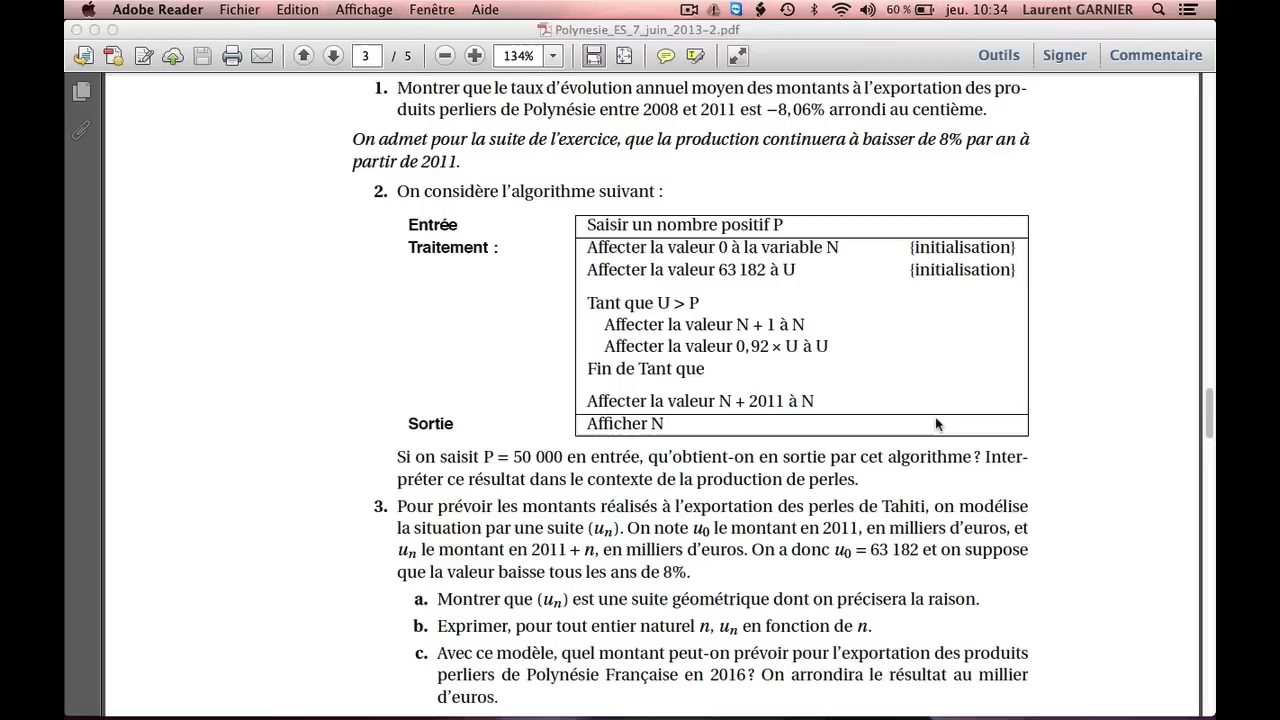 Adobe Reader Fichier Edition Affichage Fenêtre Aide 60 % jeu. 10:34 Laurent GARNIER
Polynesie_ES_7_juin_2013-2.pdf
3 / 5 134% Outils Signer Commentaire
1. Montrer que le taux d'évolution annuel moyen des montants à l'exportation des pro-
duits perliers de Polynésie entre 2008 et 2011 est −8,06% arrondi au centième.
On admet pour la suite de l'exercice, que la production continuera à baisser de 8% par an à
partir de 2011.
2. On considère l'algorithme suivant :
Entrée Saisir un nombre positif P
Traitement : Affecter la valeur 0 à la variable N {initialisation}
Affecter la valeur 63 182 à U {initialisation}
Tant que U > P
Affecter la valeur N + 1 à N
Affecter la valeur 0,92 × U à U
Fin de Tant que
Affecter la valeur N + 2011 à N
Sortie Afficher N
Si on saisit P = 50 000 en entrée, qu'obtient-on en sortie par cet algorithme ? Inter-
préter ce résultat dans le contexte de la production de perles.
3. Pour prévoir les montants réalisés à l'exportation des perles de Tahiti, on modélise
la situation par une suite (un). On note u0 le montant en 2011, en milliers d'euros, et
un le montant en 2011 + n, en milliers d'euros. On a donc u0 = 63 182 et on suppose
que la valeur baisse tous les ans de 8%.
a. Montrer que (un) est une suite géométrique dont on précisera la raison.
b. Exprimer, pour tout entier naturel n, un en fonction de n.
c. Avec ce modèle, quel montant peut-on prévoir pour l'exportation des produits
perliers de Polynésie Française en 2016 ? On arrondira le résultat au millier
d'euros.